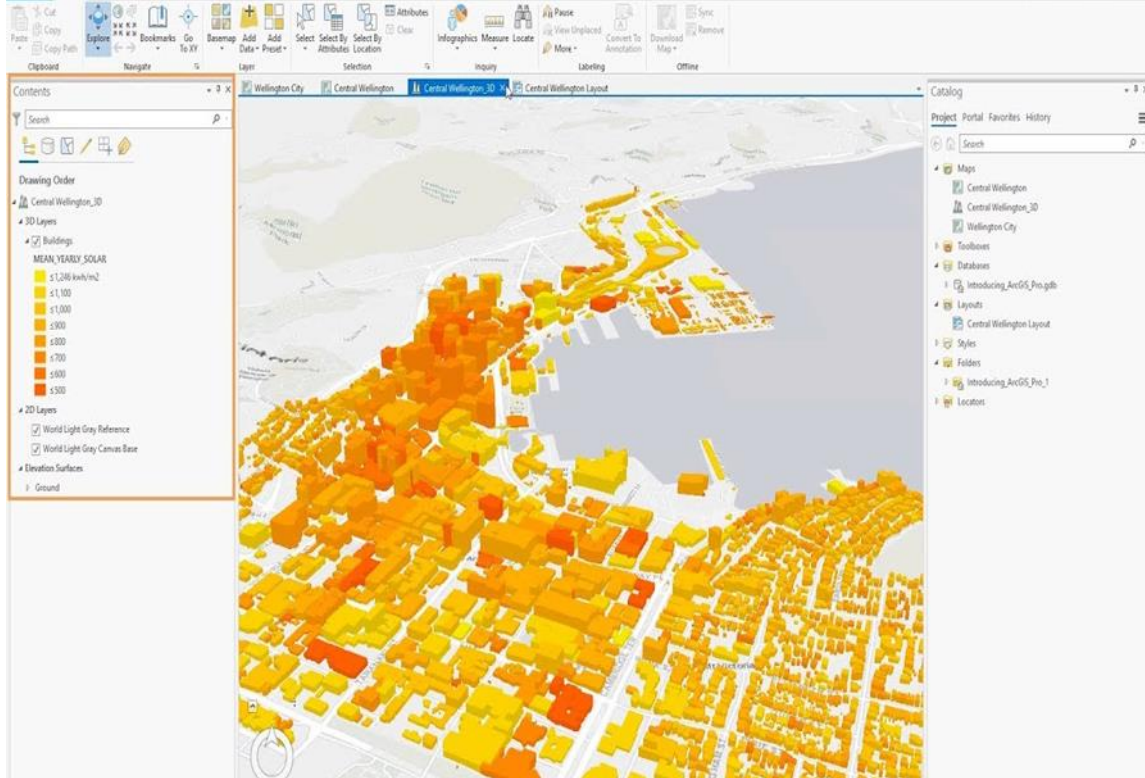 Cut
Copy
Copy Path
Paste
Clipboard
Explore
Bookmarks
Go To XY
Navigate
Basemap
Add Data
Add Preset
Layer
Select
Select By Attributes
Select By Location
Attributes
Clear
Selection
Infographics
Measure
Locate
Inquiry
Pause
View Unplaced
More
Convert To Annotation
Labeling
Download Map
Sync
Remove
Offline
Contents
Search
Drawing Order
Central Wellington_3D
3D Layers
Buildings
MEAN_YEARLY_SOLAR
≤1,246 kwh/m2
≤1,100
≤1,000
≤900
≤800
≤700
≤600
≤500
2D Layers
World Light Gray Reference
World Light Gray Canvas Base
Elevation Surfaces
Ground
Wellington City
Central Wellington
Central Wellington_3D
Central Wellington Layout
CAMBRIDGE TER
Catalog
Project Portal Favorites History
Search
Maps
Central Wellington
Central Wellington_3D
Wellington City
Toolboxes
Databases
Introducing_ArcGIS_Pro.gdb
Layouts
Central Wellington Layout
Styles
Folders
Introducing_ArcGIS_Pro_1
Locators